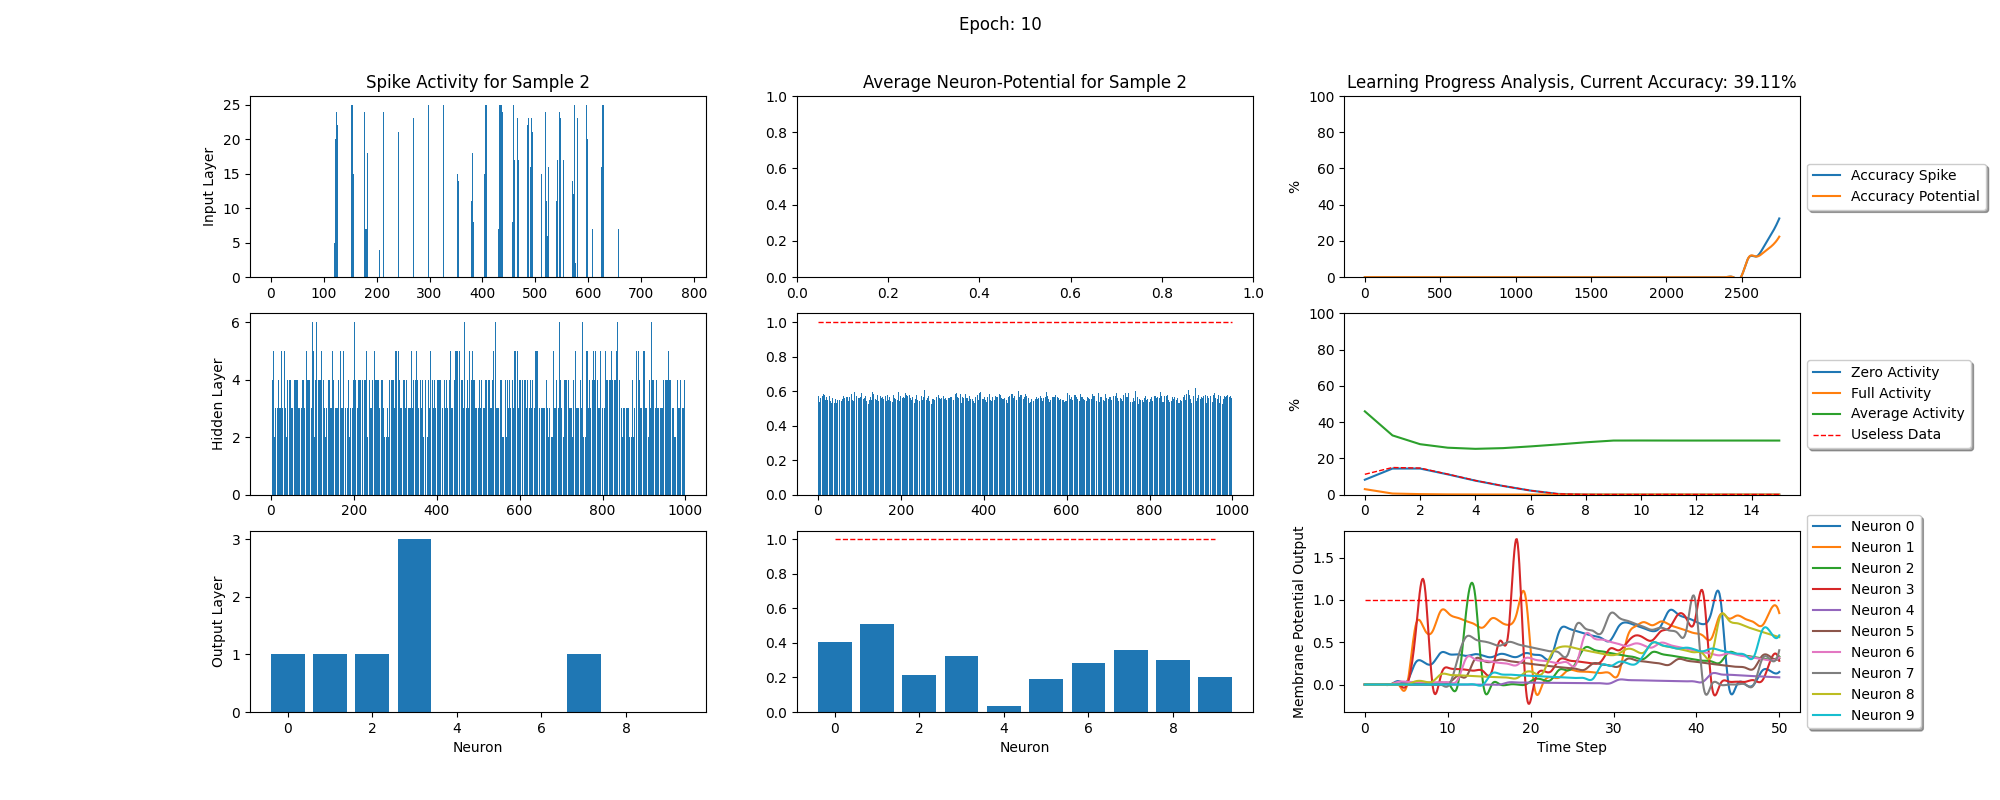 Epoch: 10
Spike Activity for Sample 2
Average Neuron-Potential for Sample 2
Learning Progress Analysis, Current Accuracy: 39.11%
Input Layer
25
20
15
10
5
0
0 100 200 300 400 500 600 700 800
1.0
0.8
0.6
0.4
0.2
0.0
0.0 0.2 0.4 0.6 0.8 1.0
%
100
80
60
40
20
0
0 500 1000 1500 2000 2500
Accuracy Spike
Accuracy Potential
Hidden Layer
6
4
2
0
0 200 400 600 800 1000
1.0
0.8
0.6
0.4
0.2
0.0
0 200 400 600 800 1000
%
100
80
60
40
20
0
0 2 4 6 8 10 12 14
Zero Activity
Full Activity
Average Activity
Useless Data
Output Layer
3
2
1
0
0 2 4 6 8
Neuron
1.0
0.8
0.6
0.4
0.2
0.0
0 2 4 6 8
Neuron
Membrane Potential Output
1.5
1.0
0.5
0.0
0 10 20 30 40 50
Time Step
Neuron 0
Neuron 1
Neuron 2
Neuron 3
Neuron 4
Neuron 5
Neuron 6
Neuron 7
Neuron 8
Neuron 9